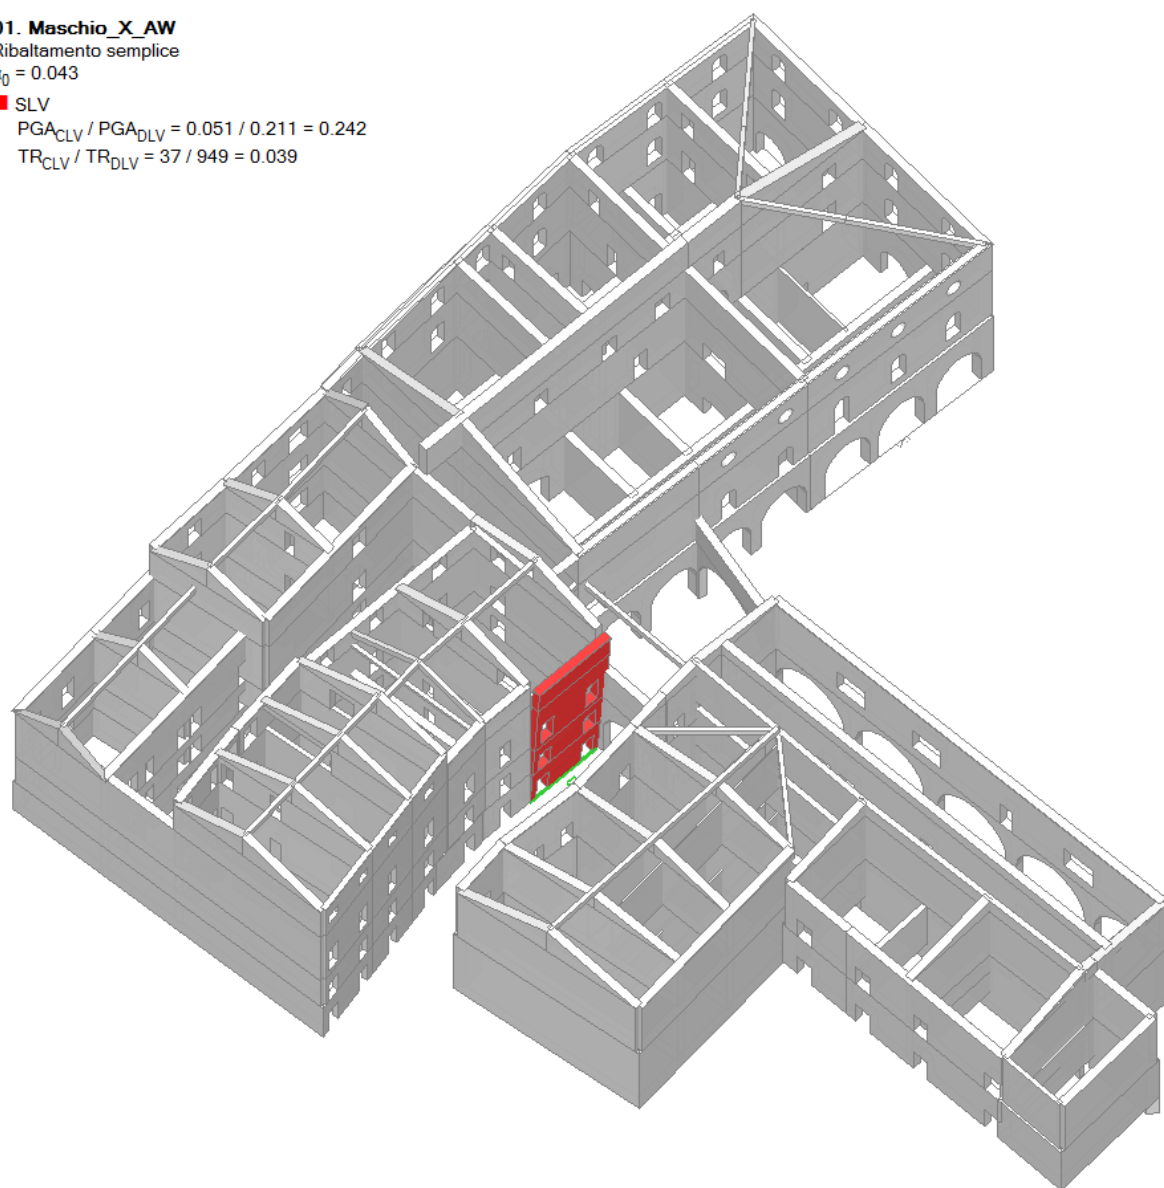 01. Maschio_X_AW
Ribaltamento semplice
α0 = 0.043
SLV
PGACLV / PGADLV = 0.051 / 0.211 = 0.242
TRCLV / TRDLV = 37 / 949 = 0.039